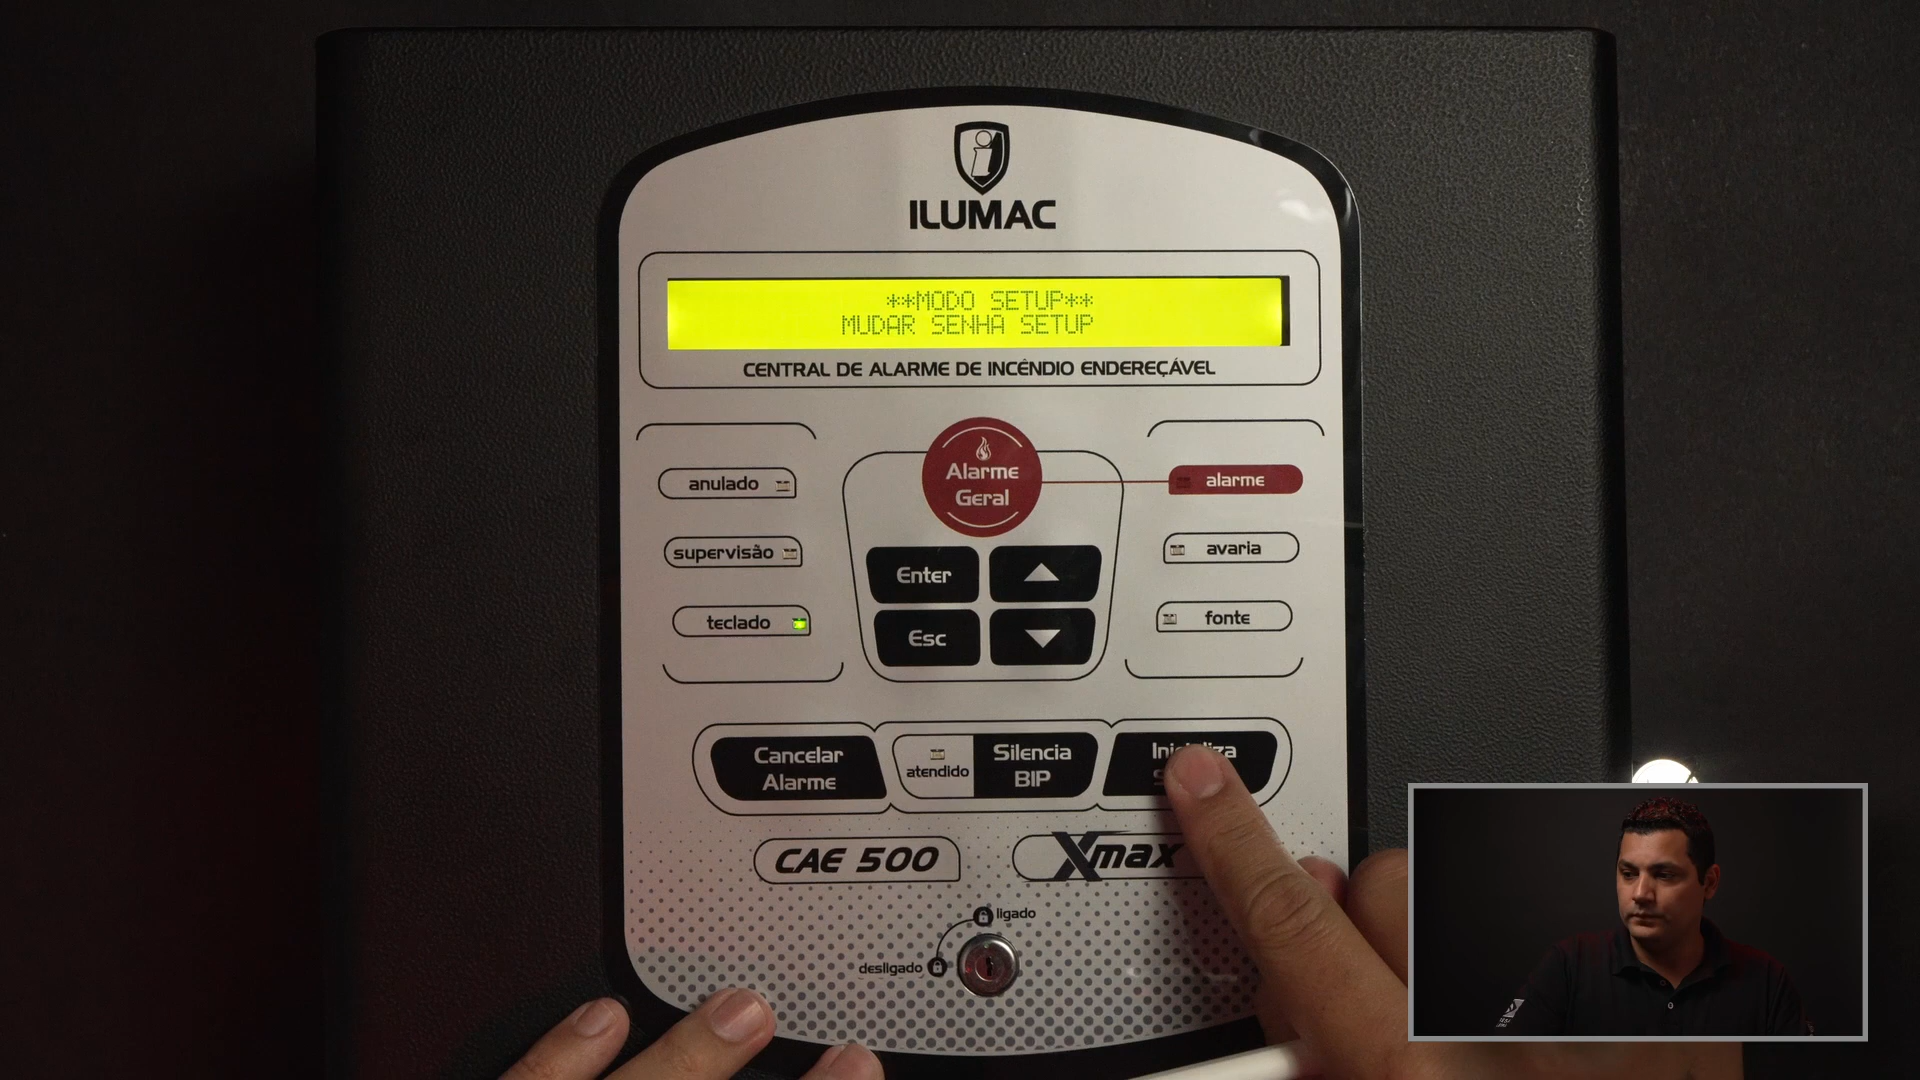 ILUMAC
**MODO SETUP**
MUDAR SENHA SETUP
CENTRAL DE ALARME DE INCÊNDIO ENDEREÇÁVEL
Alarme
Geral
anulado
alarme
supervisão
avaria
teclado
fonte
Enter
Esc
Cancelar
Alarme
atendido
Silencia
BIP
CAE 500
Xmax
ligado
desligado